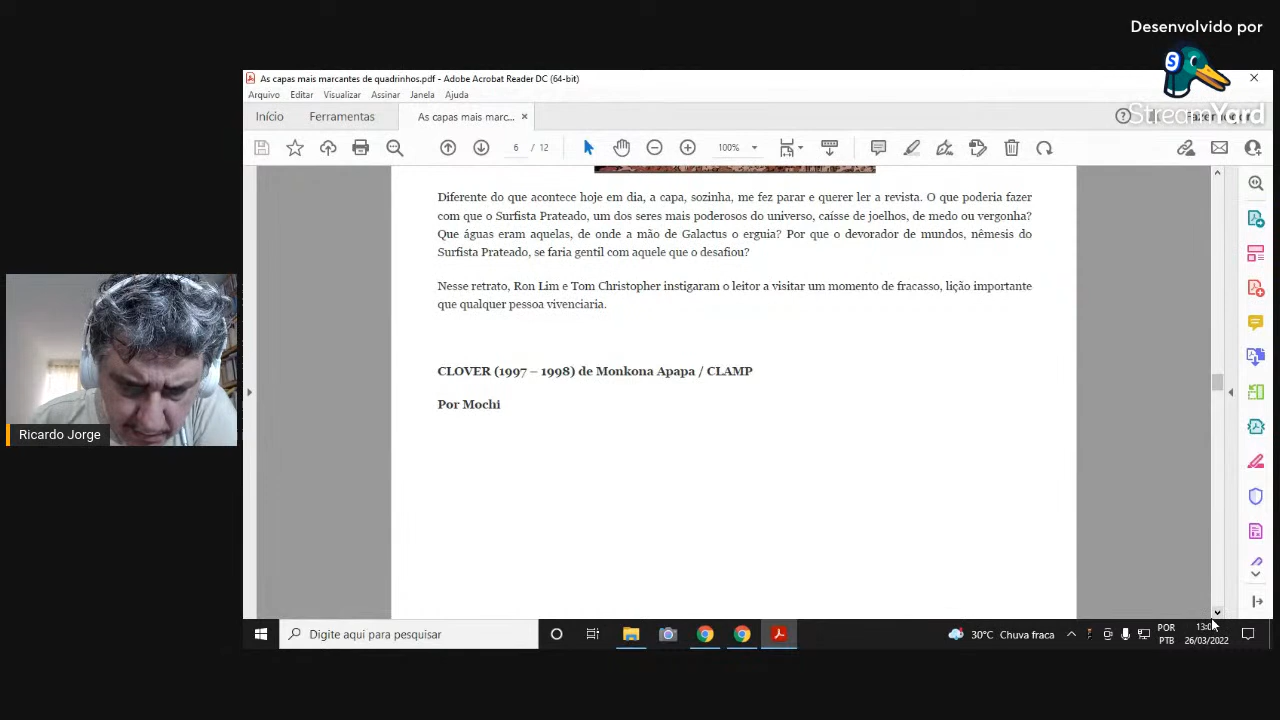 Desenvolvido por
StreamYard
As capas mais marcantes de quadrinhos.pdf - Adobe Acrobat Reader DC (64-bit)
Arquivo Editar Visualizar Assinar Janela Ajuda
Início Ferramentas As capas mais marc...
6 / 12 100%
Diferente do que acontece hoje em dia, a capa, sozinha, me fez parar e querer ler a revista. O que poderia fazer
com que o Surfista Prateado, um dos seres mais poderosos do universo, caísse de joelhos, de medo ou vergonha?
Que águas eram aquelas, de onde a mão de Galactus o erguia? Por que o devorador de mundos, nêmesis do
Surfista Prateado, se faria gentil com aquele que o desafiou?
Nesse retrato, Ron Lim e Tom Christopher instigaram o leitor a visitar um momento de fracasso, lição importante
que qualquer pessoa vivenciaria.
CLOVER (1997 – 1998) de Monkona Apapa / CLAMP
Por Mochi
Ricardo Jorge
Digite aqui para pesquisar
30°C Chuva fraca
POR
PTB
26/03/2022